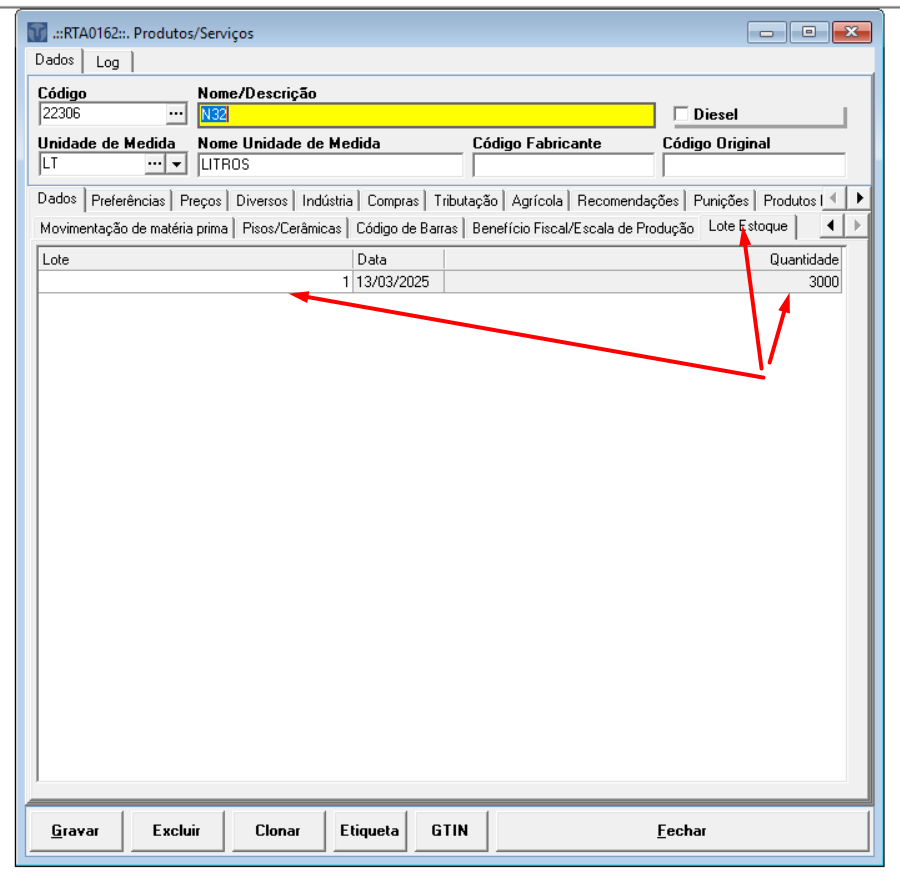 .::RTA0162::. Produtos/Serviços
Dados Log
Código Nome/Descrição
22306 ... N32 Diesel
Unidade de Medida Nome Unidade de Medida Código Fabricante Código Original
LT ... LITROS
Dados Preferências Preços Diversos Indústria Compras Tributação Agrícola Recomendações Punições Produtos
Movimentação de matéria prima Pisos/Cerâmicas Código de Barras Benefício Fiscal/Escala de Produção Lote Estoque
Lote Data Quantidade
1 13/03/2025 3000
Gravar Excluir Clonar Etiqueta GTIN Fechar